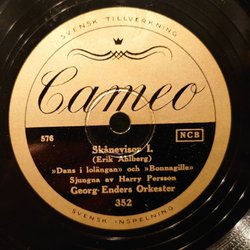 SVENSK TILLVERKNING
Cameo
576
NCB
Skånevisor I.
(Erik Ahlberg)
»Dans i lolängan» och »Bonnagille»
Sjungna av Harry Persson
Georg Enders Orkester
352
SVENSK INSPELNING